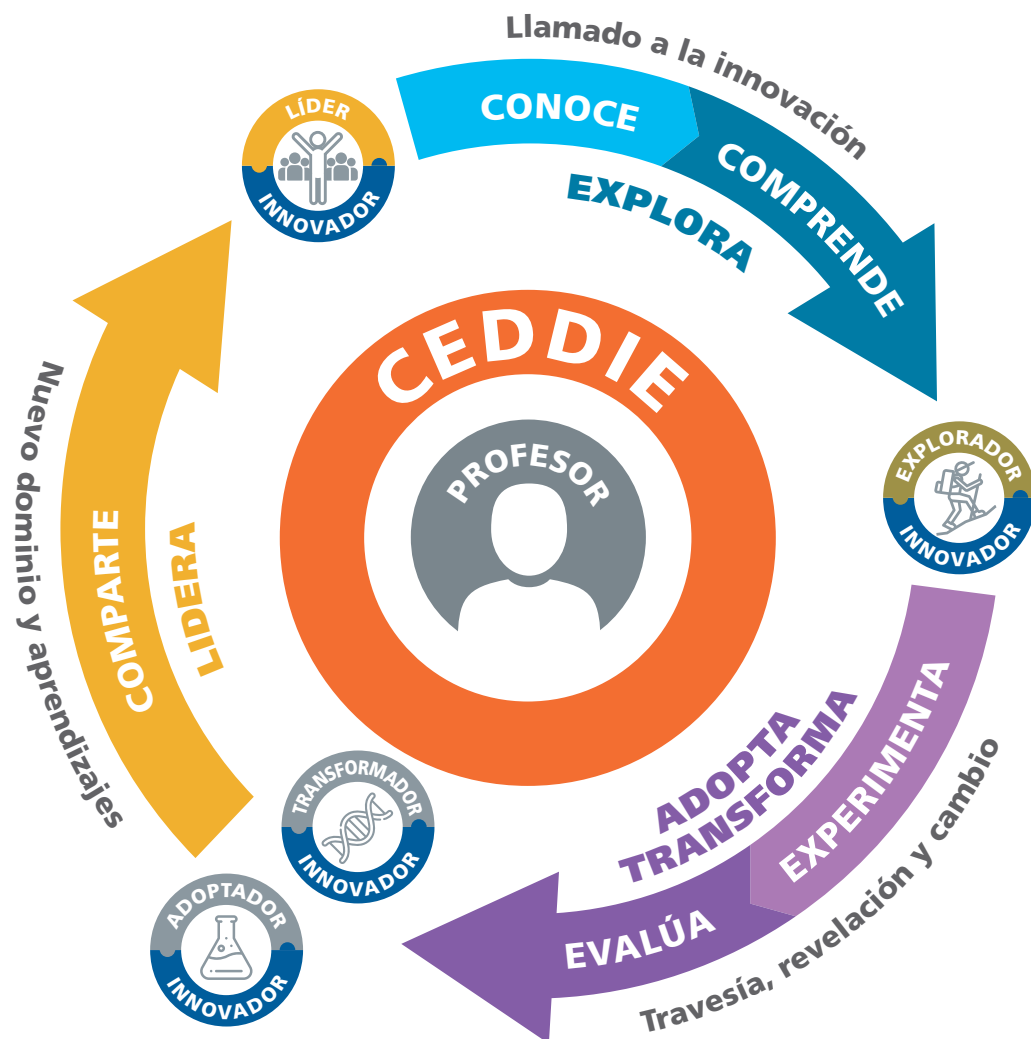 Llamado a la innovación
CONOCE
COMPRENDE
EXPLORA
LÍDER
INNOVADOR
CEDDIE
PROFESOR
EXPLORADOR
INNOVADOR
EXPERIMENTA
EVALÚA
ADOPTA
TRANSFORMA
Travesía, revelación y cambio
TRANSFORMADOR
INNOVADOR
ADOPTADOR
INNOVADOR
COMPARTE
LIDERA
Nuevo dominio y aprendizajes